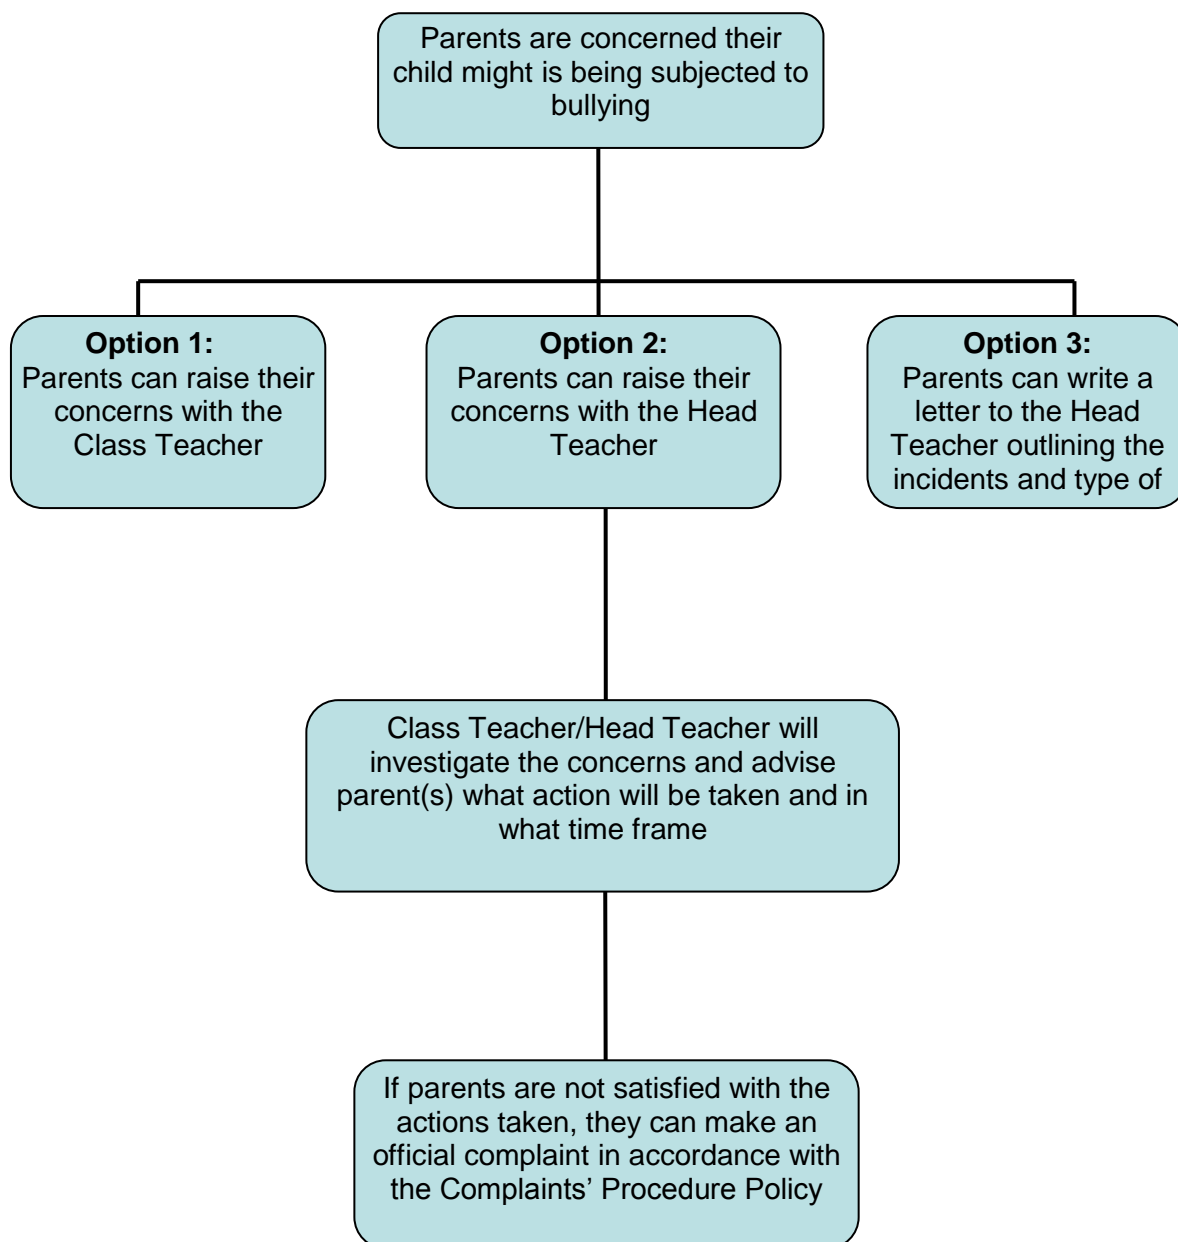 Parents are concerned their
child might is being subjected to
bullying
Option 1:
Parents can raise their
concerns with the
Class Teacher
Option 2:
Parents can raise their
concerns with the Head
Teacher
Option 3:
Parents can write a
letter to the Head
Teacher outlining the
incidents and type of
Class Teacher/Head Teacher will
investigate the concerns and advise
parent(s) what action will be taken and in
what time frame
If parents are not satisfied with the
actions taken, they can make an
official complaint in accordance with
the Complaints’ Procedure Policy